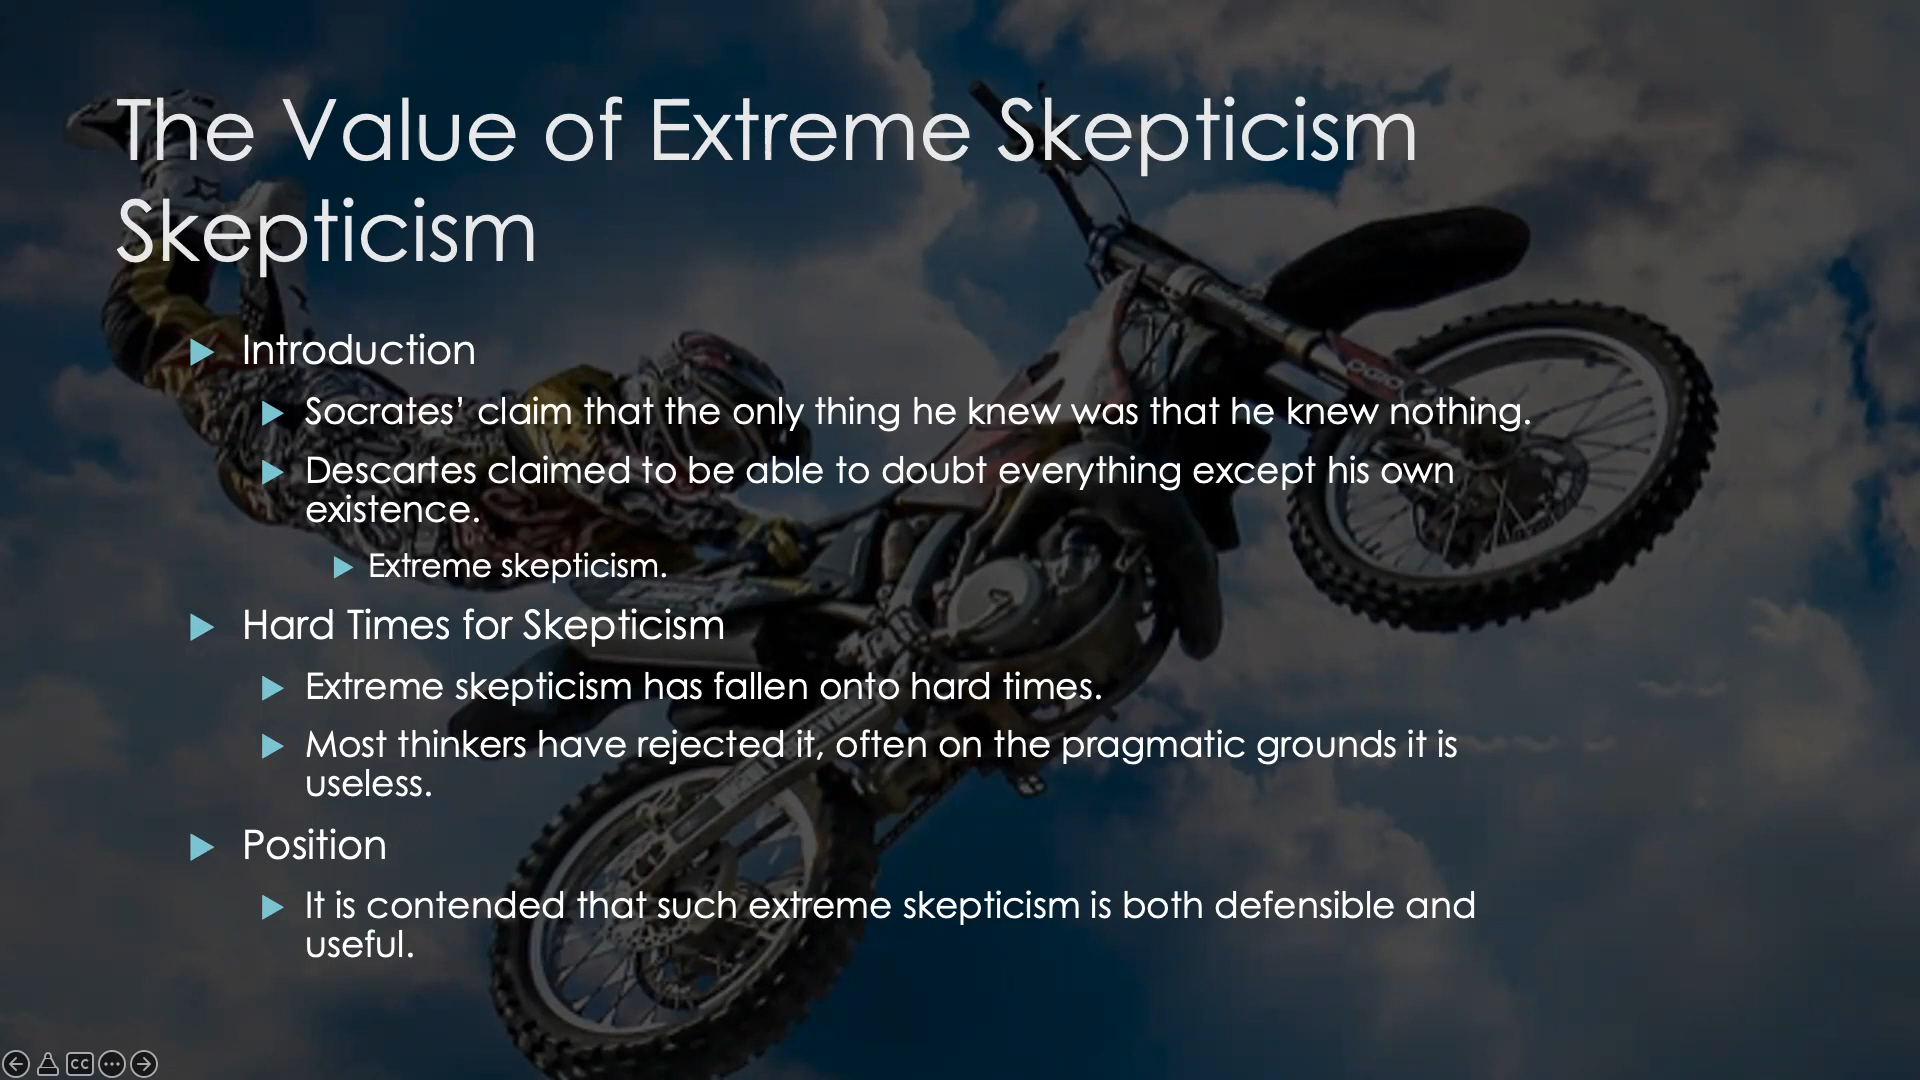 The Value of Extreme Skepticism
Skepticism
Introduction
Socrates’ claim that the only thing he knew was that he knew nothing.
Descartes claimed to be able to doubt everything except his own
existence.
Extreme skepticism.
Hard Times for Skepticism
Extreme skepticism has fallen onto hard times.
Most thinkers have rejected it, often on the pragmatic grounds it is
useless.
Position
It is contended that such extreme skepticism is both defensible and
useful.
CC